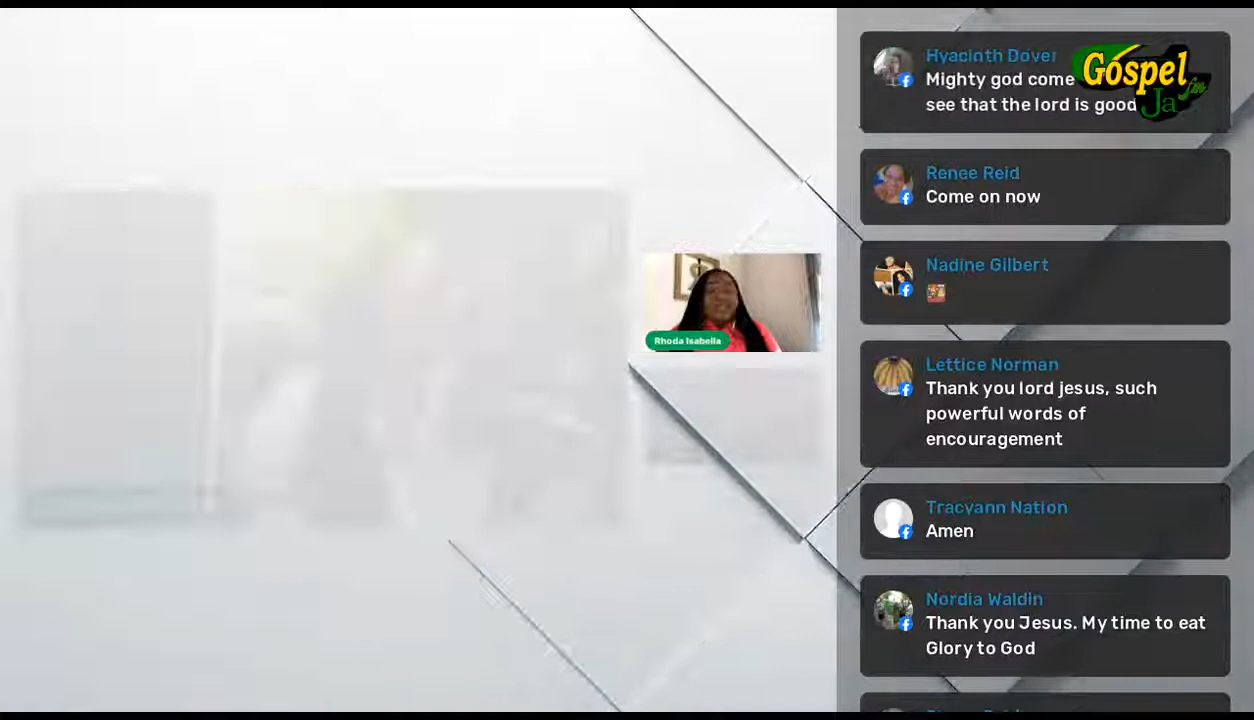 Hyacinth Dover
Mighty god come
see that the lord is good
Gospel
Ja
fm
Renee Reid
Come on now
Nadine Gilbert
Rhoda Isabella
Lettice Norman
Thank you lord jesus, such
powerful words of
encouragement
Tracyann Nation
Amen
Nordia Waldin
Thank you Jesus. My time to eat
Glory to God